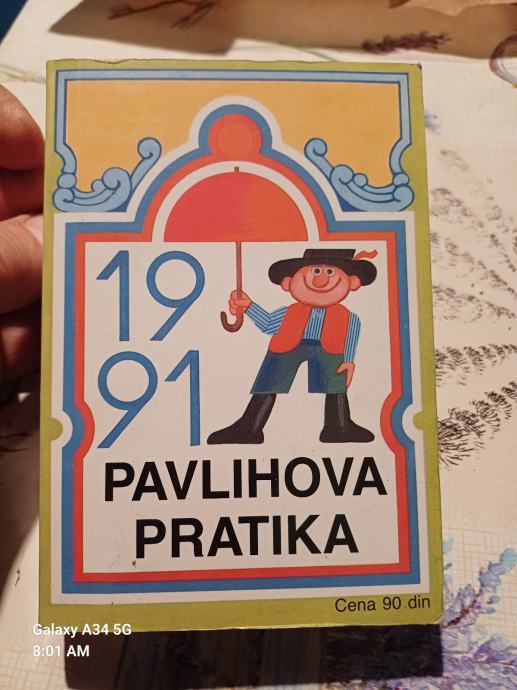 19
91
PAVLIHOVA
PRATIKA
Cena 90 din
Galaxy A34 5G
8:01 AM